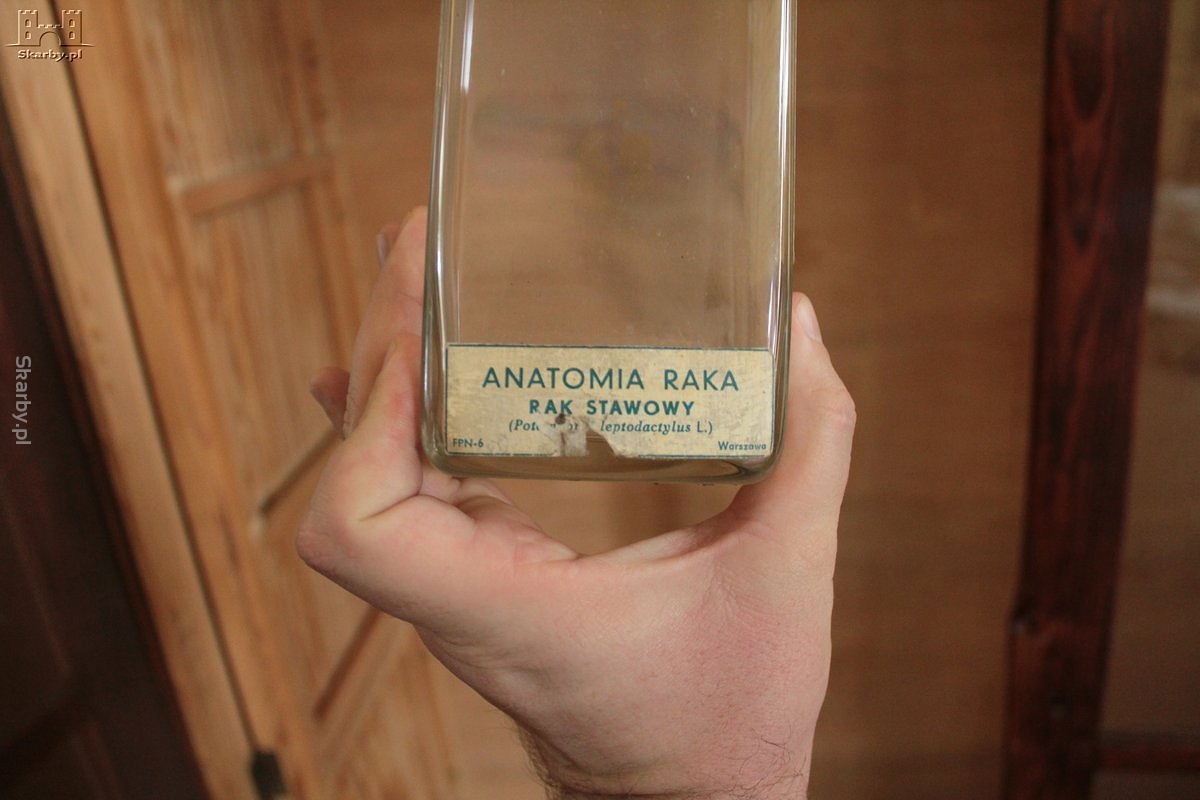 Skarby.pl
ANATOMIA RAKA
RAK STAWOWY
leptodactylus L.)
FPN-6
Warszawa
Skarby.pl